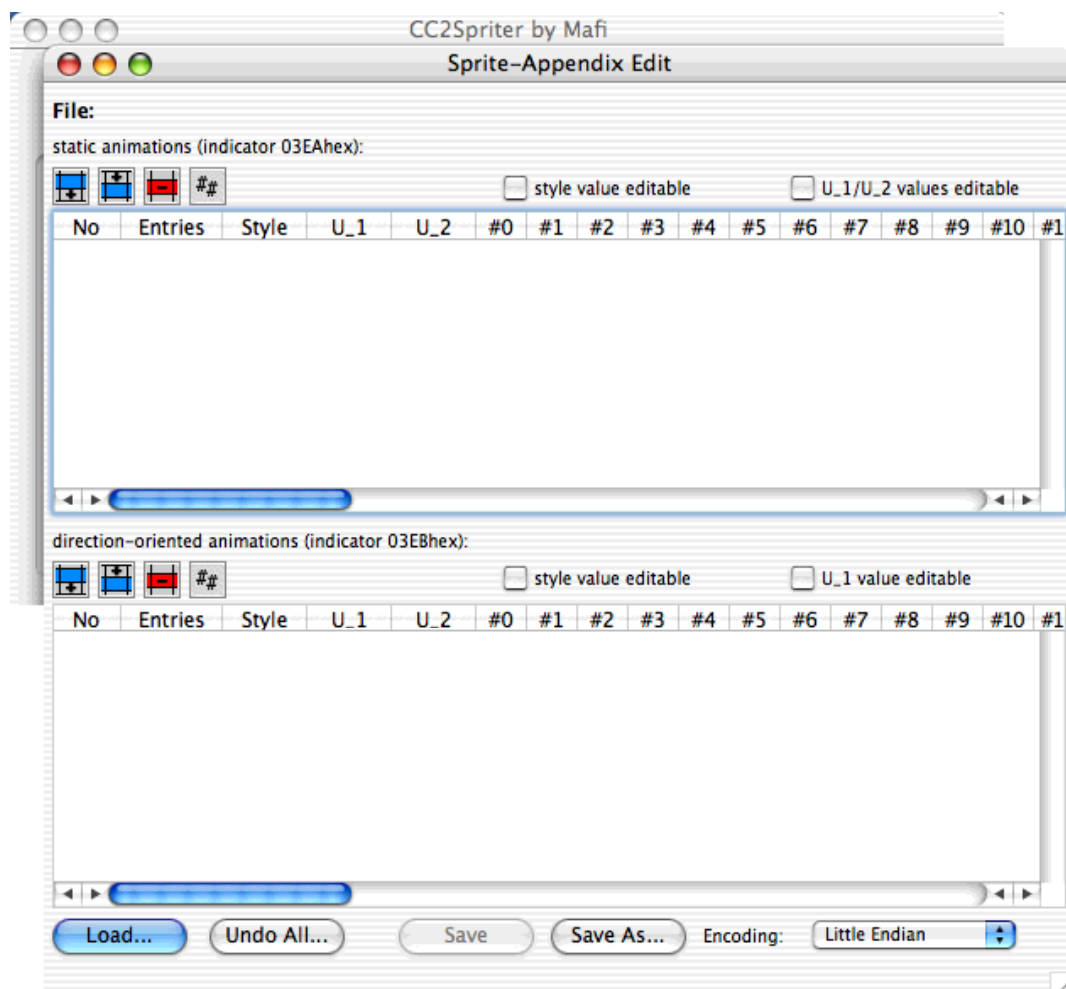 CC2Spriter by Mafi
Sprite-Appendix Edit
File:
static animations (indicator 03EAhex):
## style value editable U_1/U_2 values editable
No Entries Style U_1 U_2 #0 #1 #2 #3 #4 #5 #6 #7 #8 #9 #10 #1
direction-oriented animations (indicator 03EBhex):
## style value editable U_1 value editable
No Entries Style U_1 U_2 #0 #1 #2 #3 #4 #5 #6 #7 #8 #9 #10 #1
Load... Undo All... Save Save As... Encoding: Little Endian